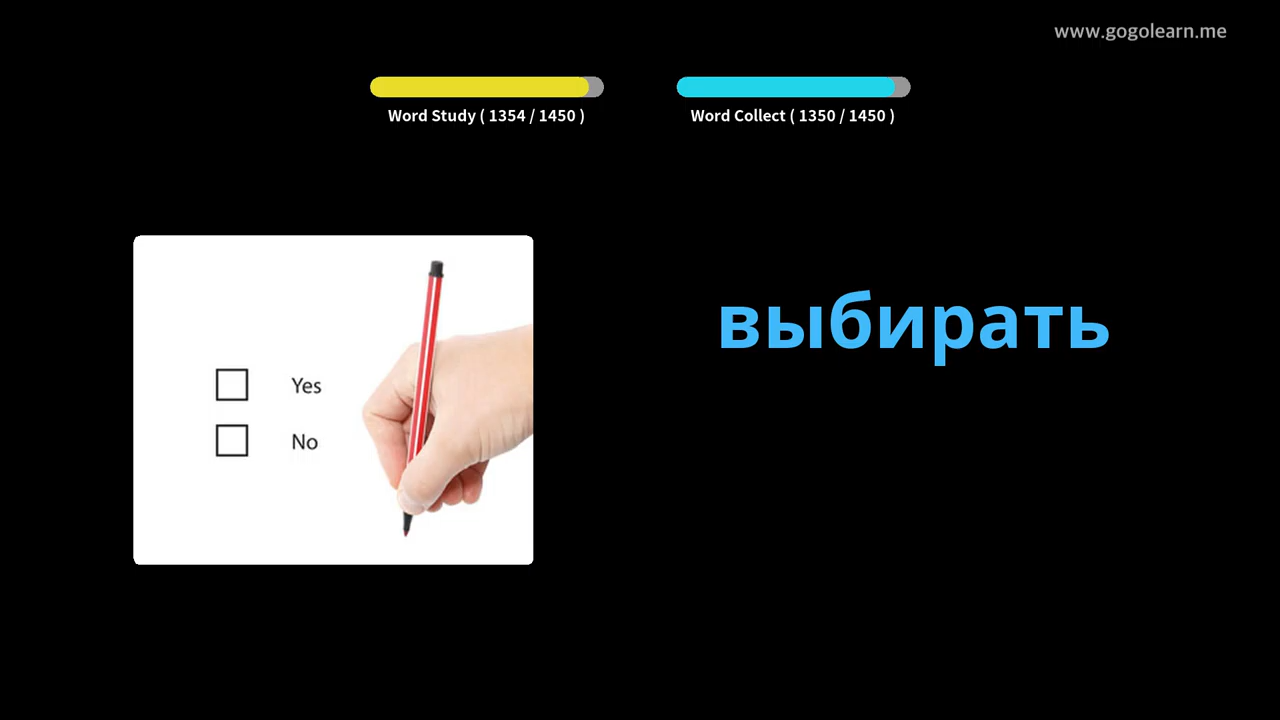 www.gogolearn.me
Word Study ( 1354 / 1450 )
Word Collect ( 1350 / 1450 )
выбирать
Yes
No